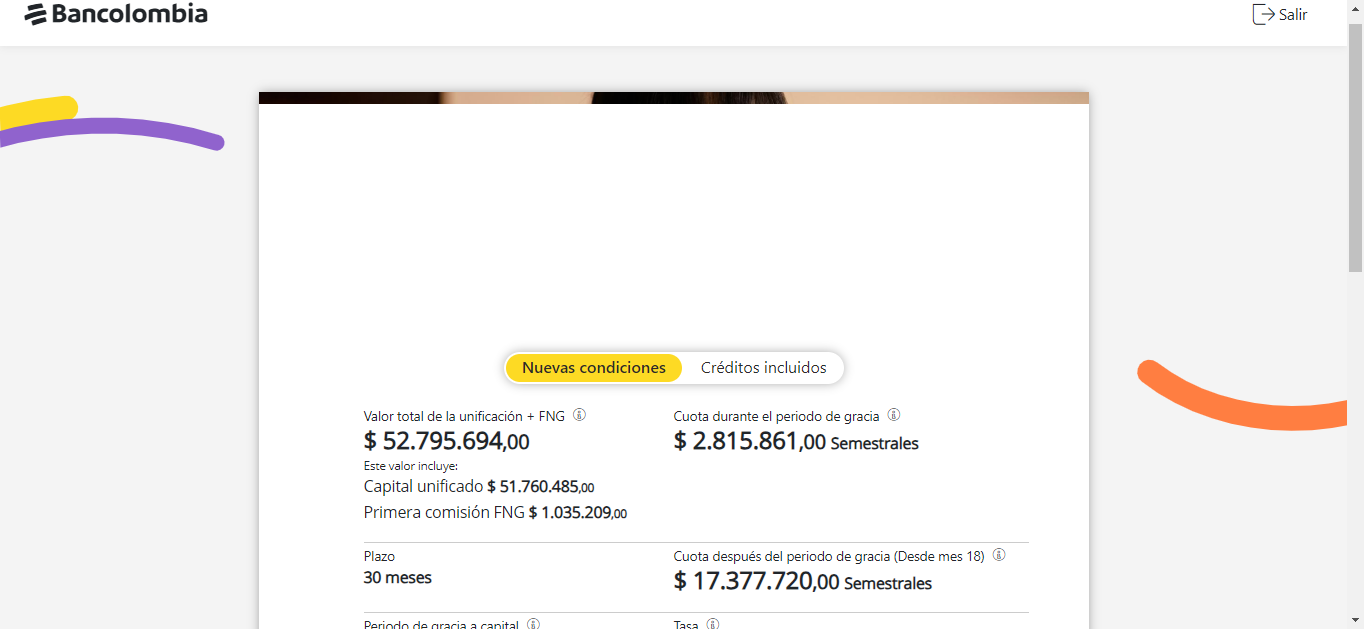 Bancolombia
Salir
Nuevas condiciones
Créditos incluidos
Valor total de la unificación + FNG
$ 52.795.694,00
Este valor incluye:
Capital unificado $ 51.760.485,00
Primera comisión FNG $ 1.035.209,00
Cuota durante el periodo de gracia
$ 2.815.861,00 Semestrales
Plazo
30 meses
Cuota después del periodo de gracia (Desde mes 18)
$ 17.377.720,00 Semestrales
Periodo de gracia a capital
Tasa